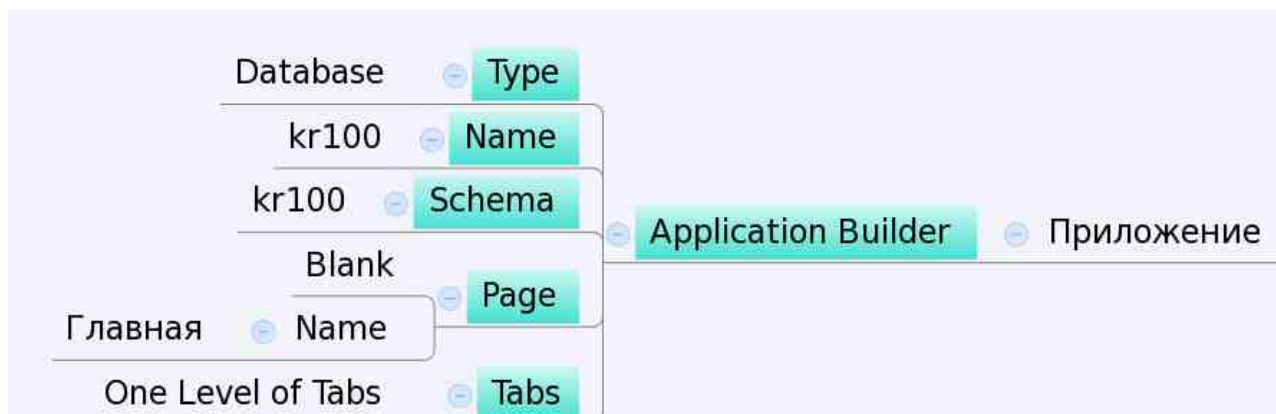 Database Type
kr100 Name
kr100 Schema
Application Builder Приложение
Blank
Page
Главная Name
One Level of Tabs Tabs